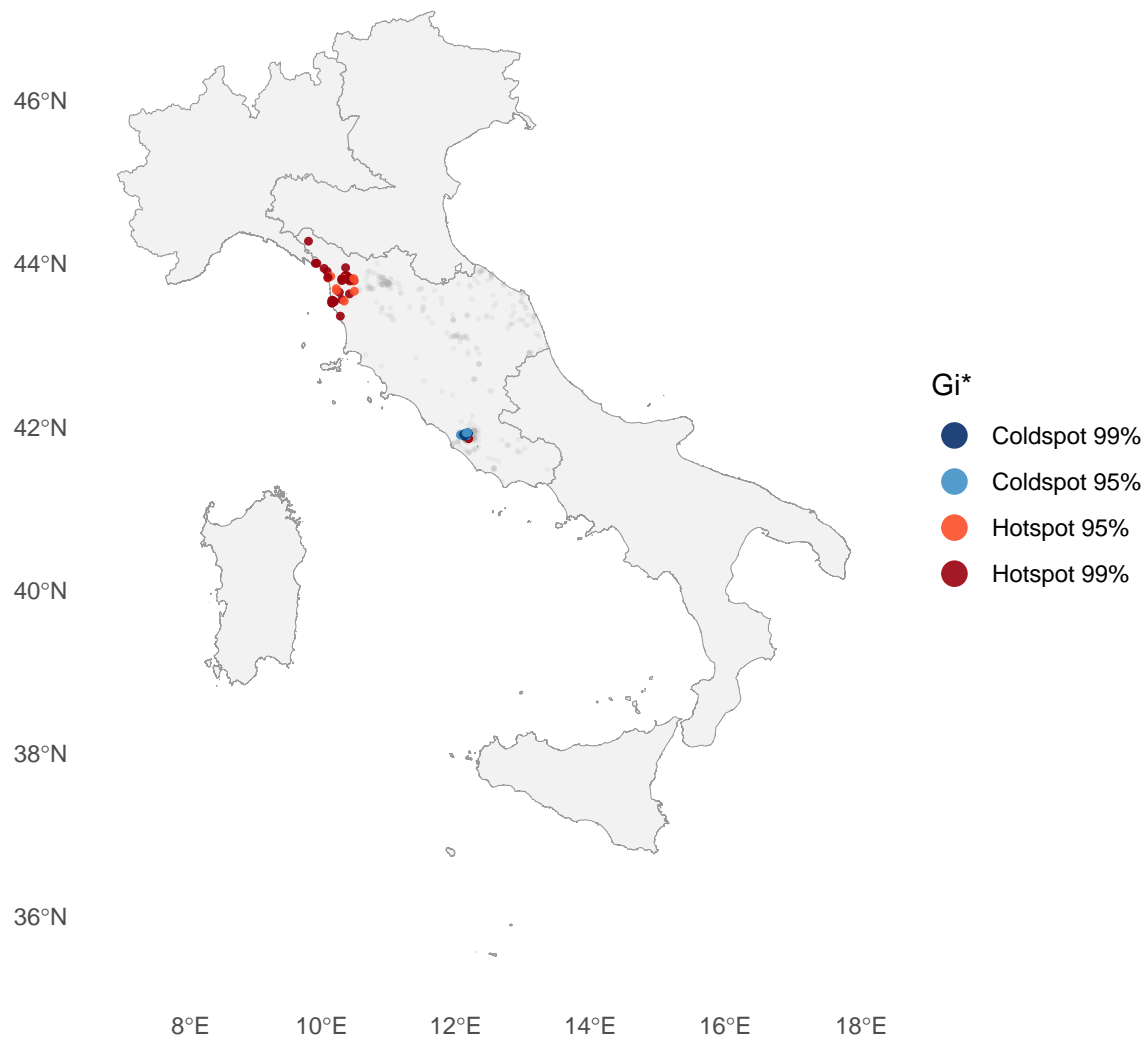 46°N
44°N
42°N
40°N
38°N
36°N
8°E 10°E 12°E 14°E 16°E 18°E
Gi*
Coldspot 99%
Coldspot 95%
Hotspot 95%
Hotspot 99%